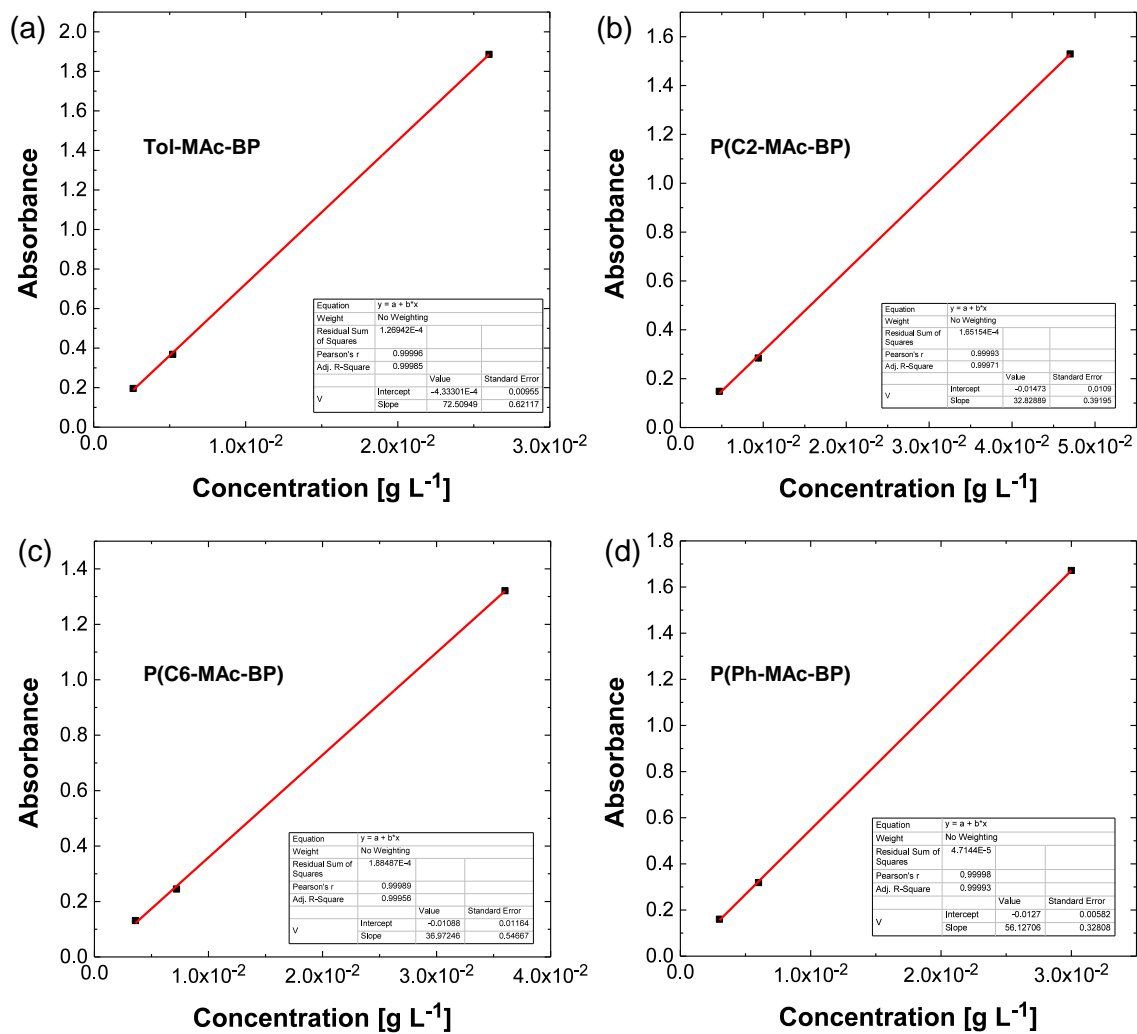 (a)
2.0
1.8
1.6
1.4
1.2
1.0
0.8
0.6
0.4
0.2
0.0
Absorbance
Tol-MAc-BP
Equation y = a + b*x
Weight No Weighting
Residual Sum of Squares 1.26942E-4
Pearson's r 0.99996
Adj. R-Square 0.99985
Value Standard Error
V Intercept -4.33301E-4 0.00955
Slope 72.50949 0.62117
0.0 1.0x10-2 2.0x10-2
Concentration [g L-1]
(b)
1.6
1.4
1.2
1.0
0.8
0.6
0.4
0.2
0.0
Absorbance
P(C2-MAc-BP)
Equation y = a + b*x
Weight No Weighting
Residual Sum of Squares 1.65154E-4
Pearson's r 0.99993
Adj. R-Square 0.99971
Value Standard Error
V Intercept -0.01473 0.0109
Slope 32.82889 0.39195
0.0 1.0x10-2 2.0x10-2 3.0x10-2 4.0x10-2 5.0x10-2
Concentration [g L-1]
(c)
1.4
1.2
1.0
0.8
0.6
0.4
0.2
0.0
Absorbance
P(C6-MAc-BP)
Equation y = a + b*x
Weight No Weighting
Residual Sum of Squares 1.88487E-4
Pearson's r 0.99989
Adj. R-Square 0.99956
Value Standard Error
V Intercept -0.01088 0.01164
Slope 36.97246 0.54667
0.0 1.0x10-2 2.0x10-2 3.0x10-2 4.0x10-2
Concentration [g L-1]
(d)
1.8
1.6
1.4
1.2
1.0
0.8
0.6
0.4
0.2
0.0
Absorbance
P(Ph-MAc-BP)
Equation y = a + b*x
Weight No Weighting
Residual Sum of Squares 4.7144E-5
Pearson's r 0.99998
Adj. R-Square 0.99993
Value Standard Error
V Intercept -0.0127 0.00582
Slope 56.12706 0.32808
0.0 1.0x10-2 2.0x10-2 3.0x10-2
Concentration [g L-1]